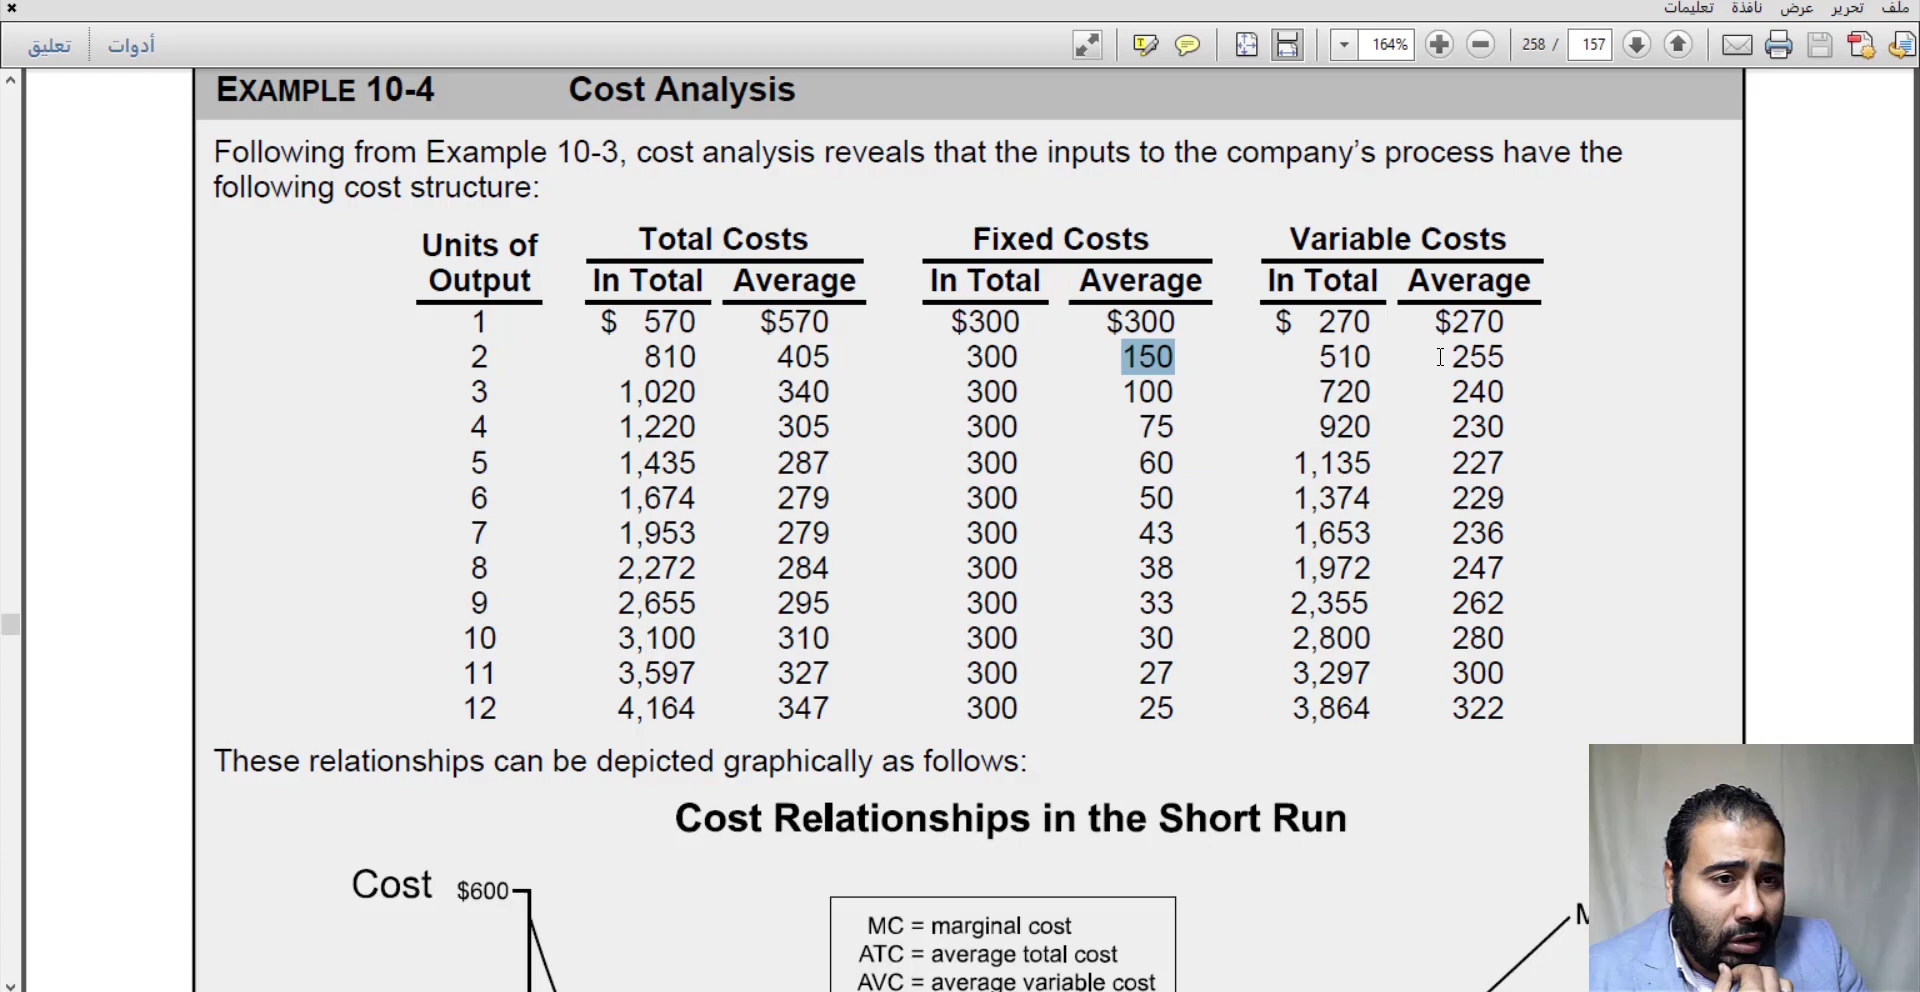 ملف تحرير عرض نافذة تعليمات
تعليق أدوات 164% 258 / 157
EXAMPLE 10-4 Cost Analysis
Following from Example 10-3, cost analysis reveals that the inputs to the company's process have the
following cost structure:
Units of Total Costs Fixed Costs Variable Costs
Output In Total Average In Total Average In Total Average
1 $ 570 $570 $300 $300 $ 270 $270
2 810 405 300 150 510 255
3 1,020 340 300 100 720 240
4 1,220 305 300 75 920 230
5 1,435 287 300 60 1,135 227
6 1,674 279 300 50 1,374 229
7 1,953 279 300 43 1,653 236
8 2,272 284 300 38 1,972 247
9 2,655 295 300 33 2,355 262
10 3,100 310 300 30 2,800 280
11 3,597 327 300 27 3,297 300
12 4,164 347 300 25 3,864 322
These relationships can be depicted graphically as follows:
Cost Relationships in the Short Run
Cost $600
MC = marginal cost
ATC = average total cost
AVC = average variable cost